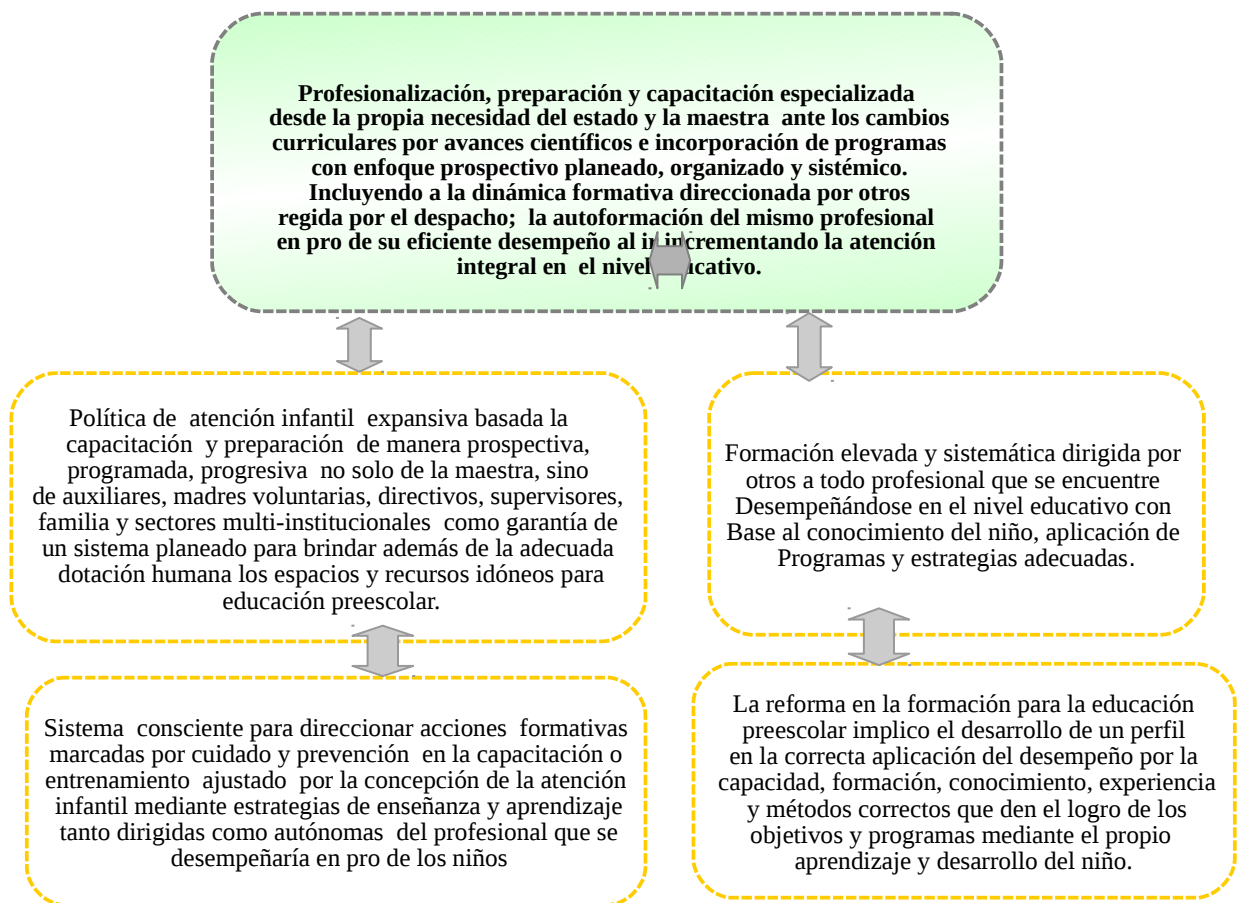 Profesionalización, preparación y capacitación especializada
desde la propia necesidad del estado y la maestra ante los cambios
curriculares por avances científicos e incorporación de programas
con enfoque prospectivo planeado, organizado y sistémico.
Incluyendo a la dinámica formativa direccionada por otros
regida por el despacho; la autoformación del mismo profesional
en pro de su eficiente desempeño al ir incrementando la atención
integral en el nivel
Política de atención infantil expansiva basada la
capacitación y preparación de manera prospectiva,
programada, progresiva no solo de la maestra, sino
de auxiliares, madres voluntarias, directivos, supervisores,
familia y sectores multi-institucionales como garantía de
un sistema planeado para brindar además de la adecuada
dotación humana los espacios y recursos idóneos para
educación preescolar.
Formación elevada y sistemática dirigida por
otros a todo profesional que se encuentre
Desempeñándose en el nivel educativo con
Base al conocimiento del niño, aplicación de
Programas y estrategias adecuadas.
Sistema consciente para direccionar acciones formativas
marcadas por cuidado y prevención en la capacitación o
entrenamiento ajustado por la concepción de la atención
infantil mediante estrategias de enseñanza y aprendizaje
tanto dirigidas como autónomas del profesional que se
desempeñaría en pro de los niños
La reforma en la formación para la educación
preescolar implico el desarrollo de un perfil
en la correcta aplicación del desempeño por la
capacidad, formación, conocimiento, experiencia
y métodos correctos que den el logro de los
objetivos y programas mediante el propio
aprendizaje y desarrollo del niño.